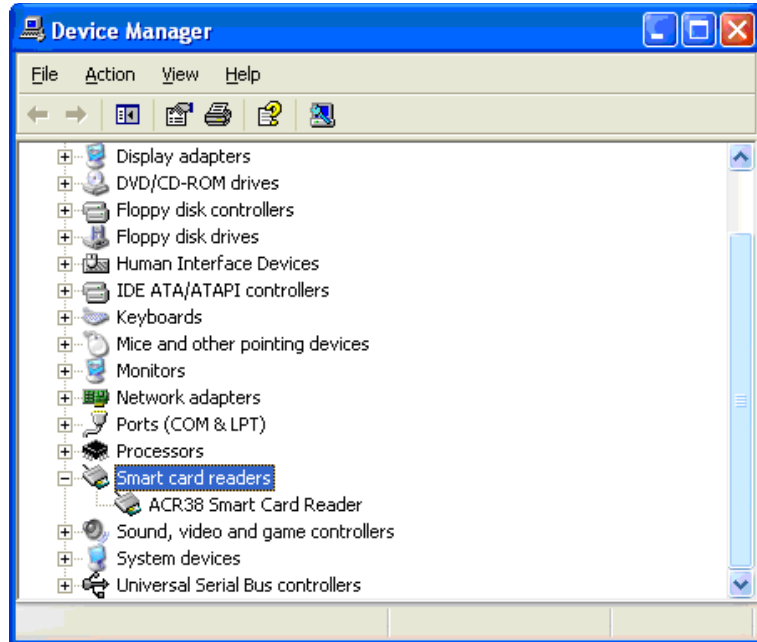 Device Manager
File Action View Help
Display adapters
DVD/CD-ROM drives
Floppy disk controllers
Floppy disk drives
Human Interface Devices
IDE ATA/ATAPI controllers
Keyboards
Mice and other pointing devices
Monitors
Network adapters
Ports (COM & LPT)
Processors
Smart card readers
ACR38 Smart Card Reader
Sound, video and game controllers
System devices
Universal Serial Bus controllers